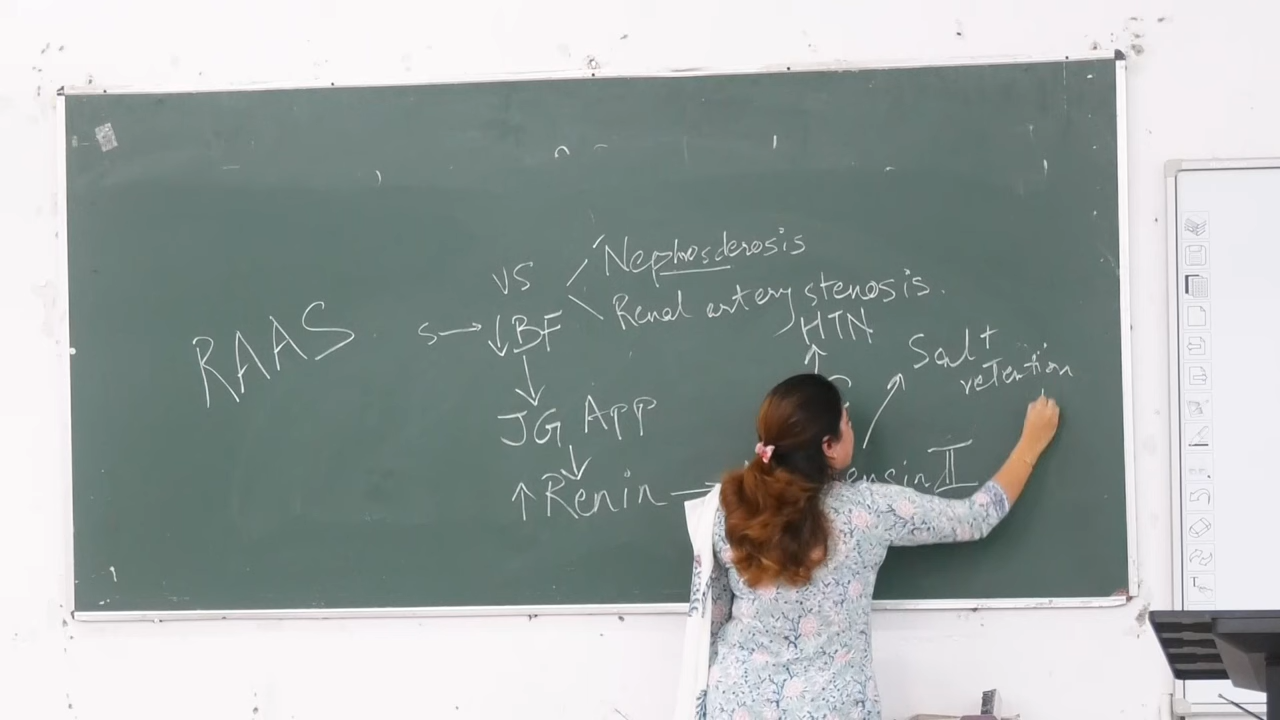 VS
Nephrosclerosis
Renal artery stenosis.
RAAS
S → ↓BF
HTN
Salt
retention
JG App
↑ Renin →
II